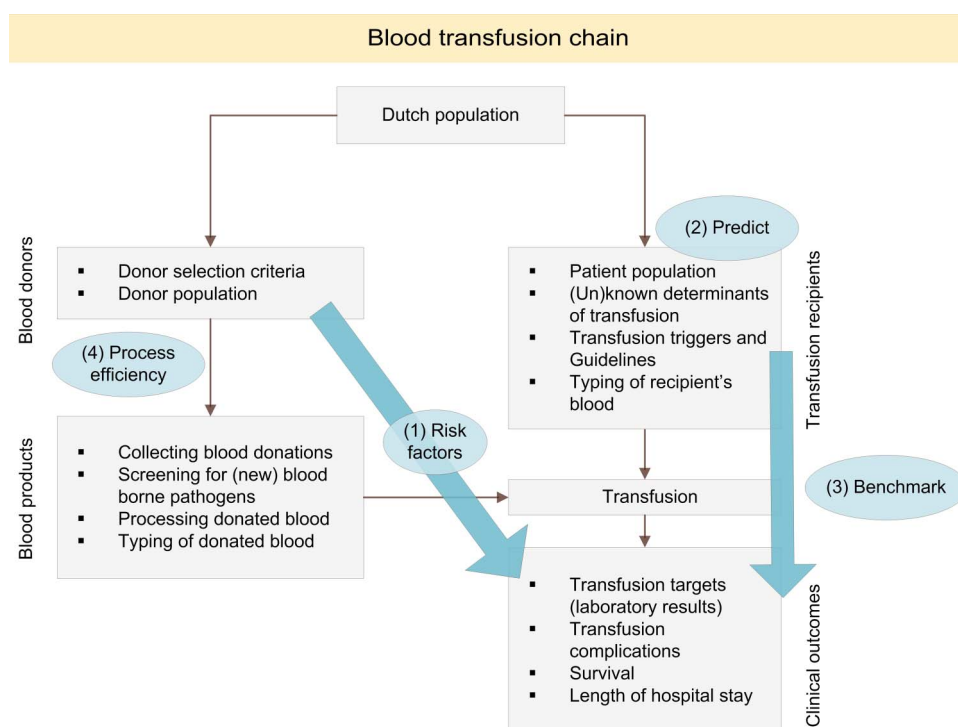 Blood transfusion chain
Dutch population
(2) Predict
Blood donors
▪ Donor selection criteria
▪ Donor population
▪ Patient population
▪ (Un)known determinants
of transfusion
▪ Transfusion triggers and
Guidelines
▪ Typing of recipient's
blood
Transfusion recipients
(4) Process
efficiency
(1) Risk
factors
Blood products
▪ Collecting blood donations
▪ Screening for (new) blood
borne pathogens
▪ Processing donated blood
▪ Typing of donated blood
Transfusion
(3) Benchmark
▪ Transfusion targets
(laboratory results)
▪ Transfusion
complications
▪ Survival
▪ Length of hospital stay
Clinical outcomes